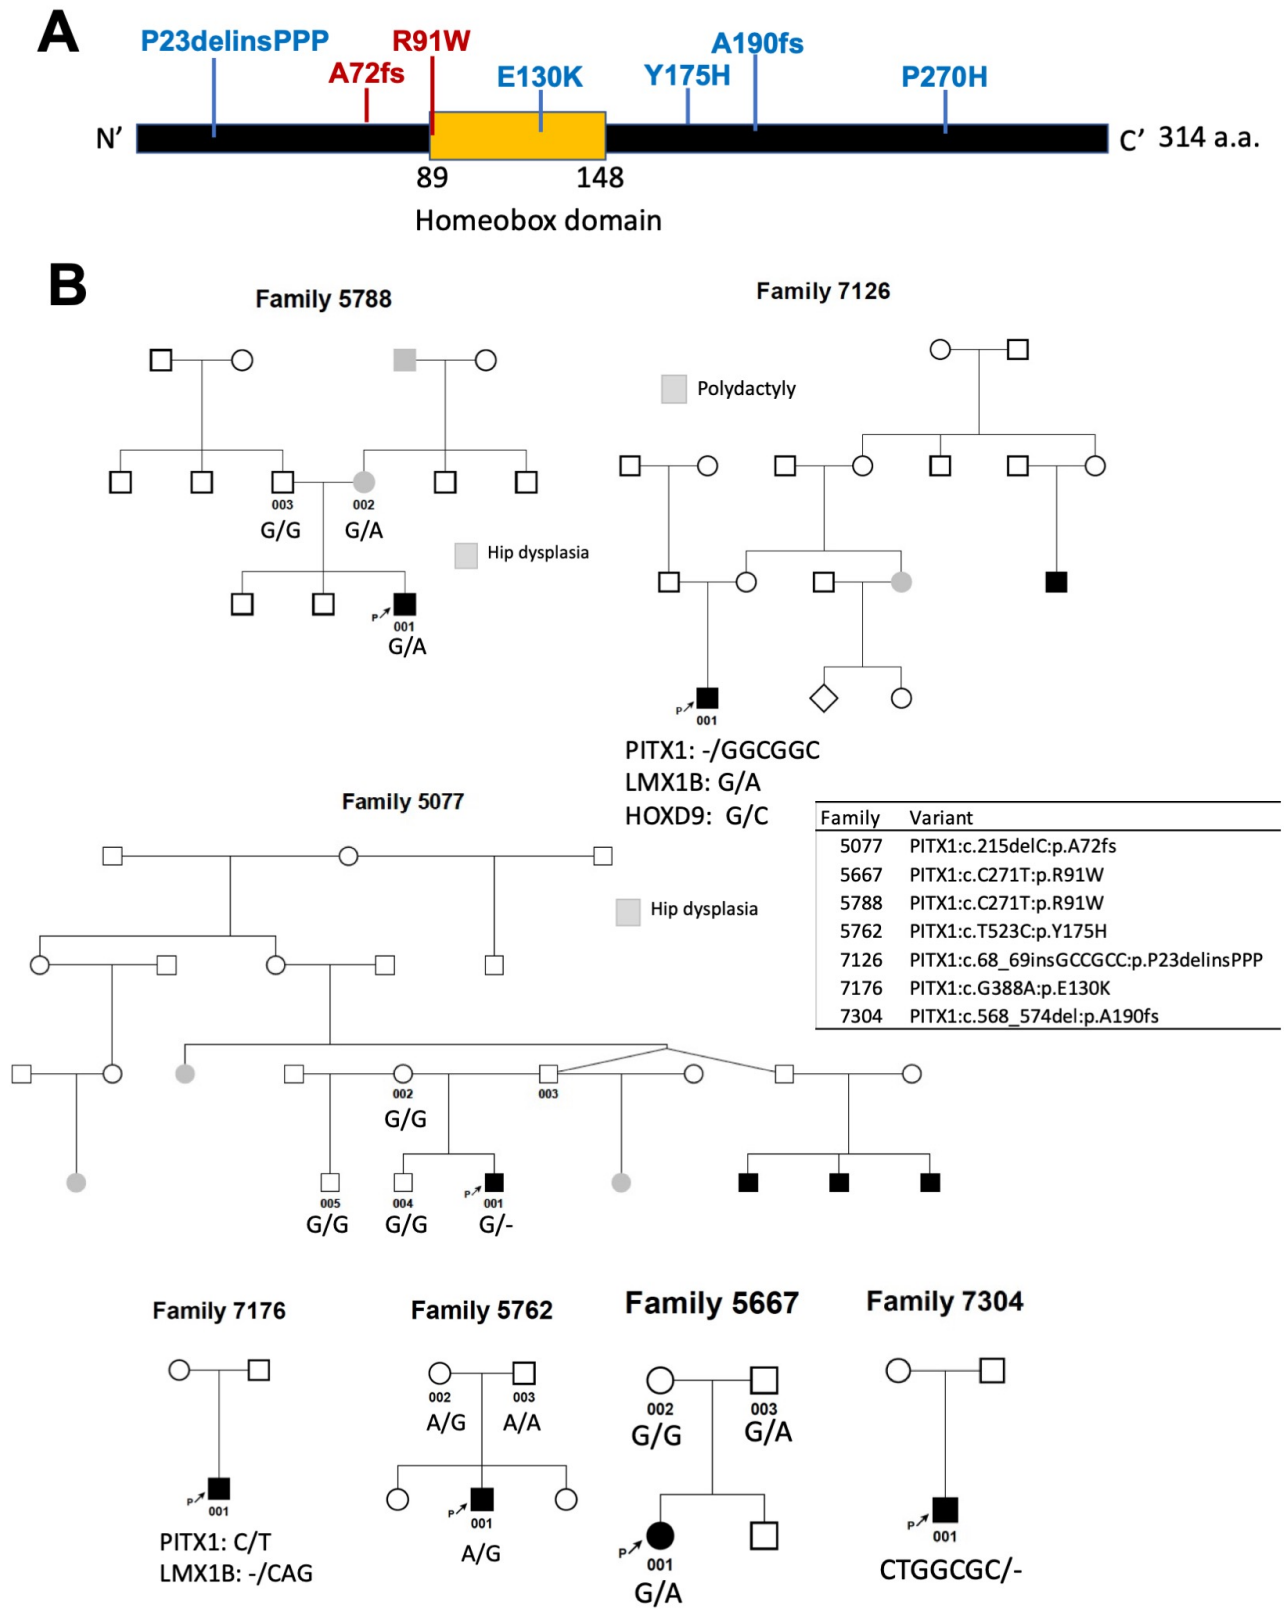 A
P23delinsPPP
R91W
A190fs
A72fs
E130K
Y175H
P270H
N’
C’ 314 a.a.
89
148
Homeobox domain
B
Family 5788
Family 7126
Polydactyly
003
002
G/G
G/A
Hip dysplasia
P
001
G/A
P
001
PITX1: -/GGCGGC
LMX1B: G/A
HOXD9: G/C
Family 5077
Family Variant
5077 PITX1:c.215delC:p.A72fs
5667 PITX1:c.C271T:p.R91W
5788 PITX1:c.C271T:p.R91W
5762 PITX1:c.T523C:p.Y175H
7126 PITX1:c.68_69insGCCGCC:p.P23delinsPPP
7176 PITX1:c.G388A:p.E130K
7304 PITX1:c.568_574del:p.A190fs
Hip dysplasia
002
003
G/G
P
005
004
001
G/G
G/G
G/-
Family 7176
P
001
PITX1: C/T
LMX1B: -/CAG
Family 5762
002
003
A/G
A/A
P
001
A/G
Family 5667
002
003
G/G
G/A
P
001
G/A
Family 7304
P
001
CTGGCGC/-